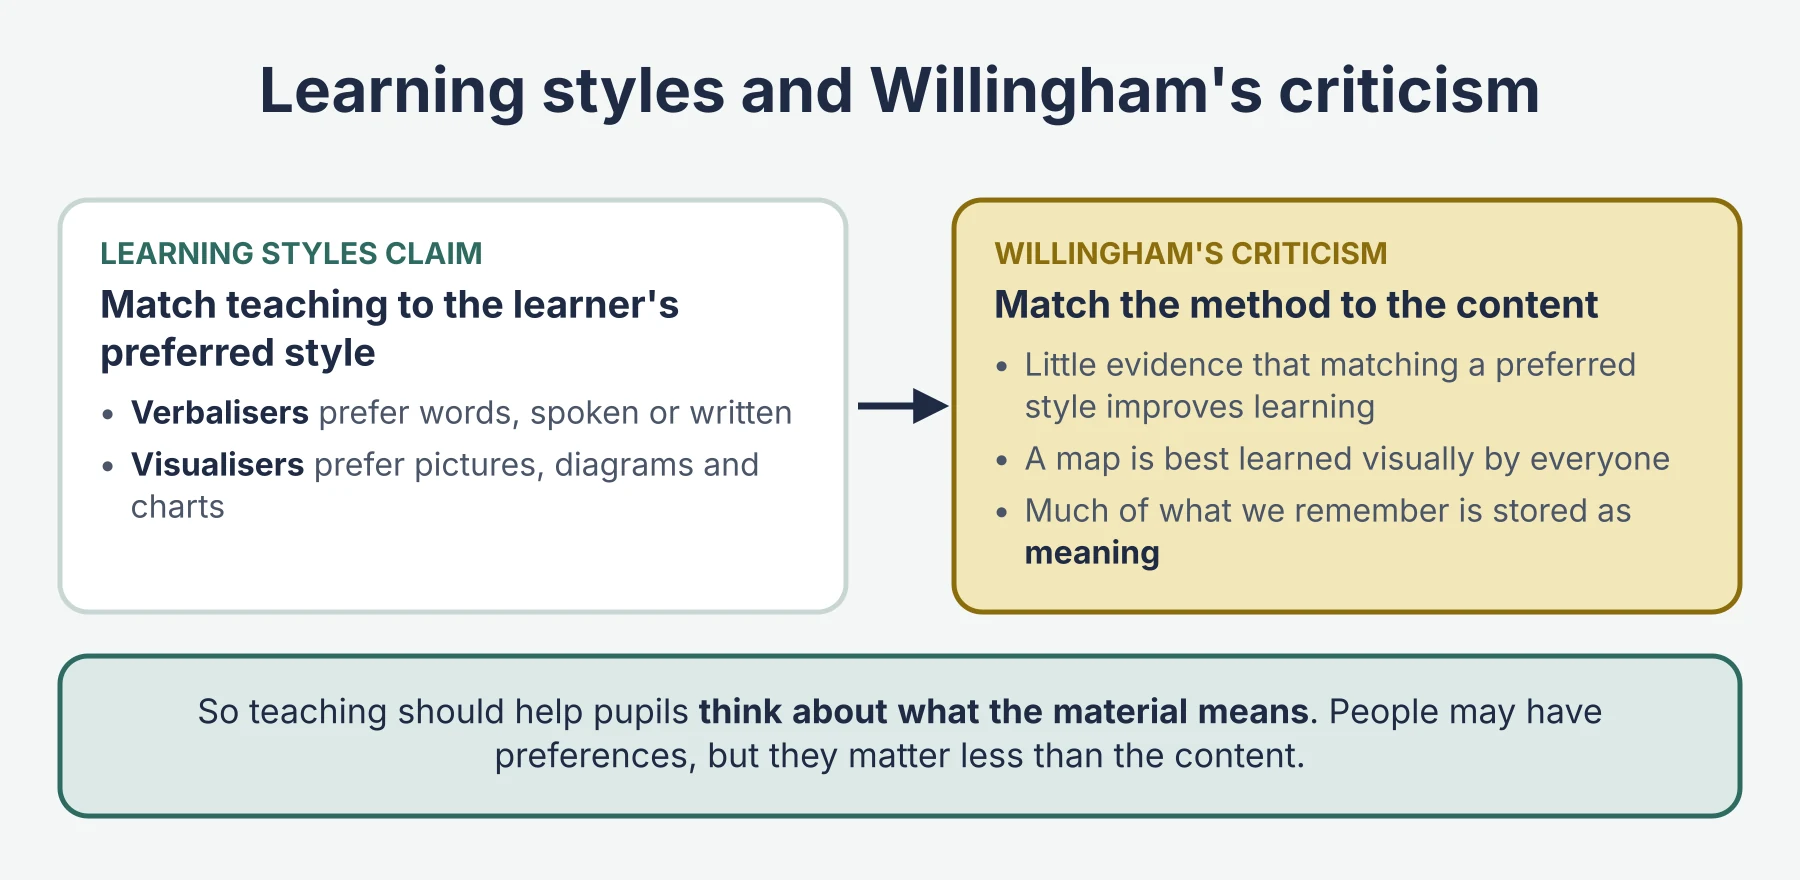 Learning styles and Willingham's criticism
LEARNING STYLES CLAIM
Match teaching to the learner's
preferred style
• Verbalisers prefer words, spoken or written
• Visualisers prefer pictures, diagrams and
charts
WILLINGHAM'S CRITICISM
Match the method to the content
• Little evidence that matching a preferred
style improves learning
• A map is best learned visually by everyone
• Much of what we remember is stored as
meaning
So teaching should help pupils think about what the material means. People may have
preferences, but they matter less than the content.